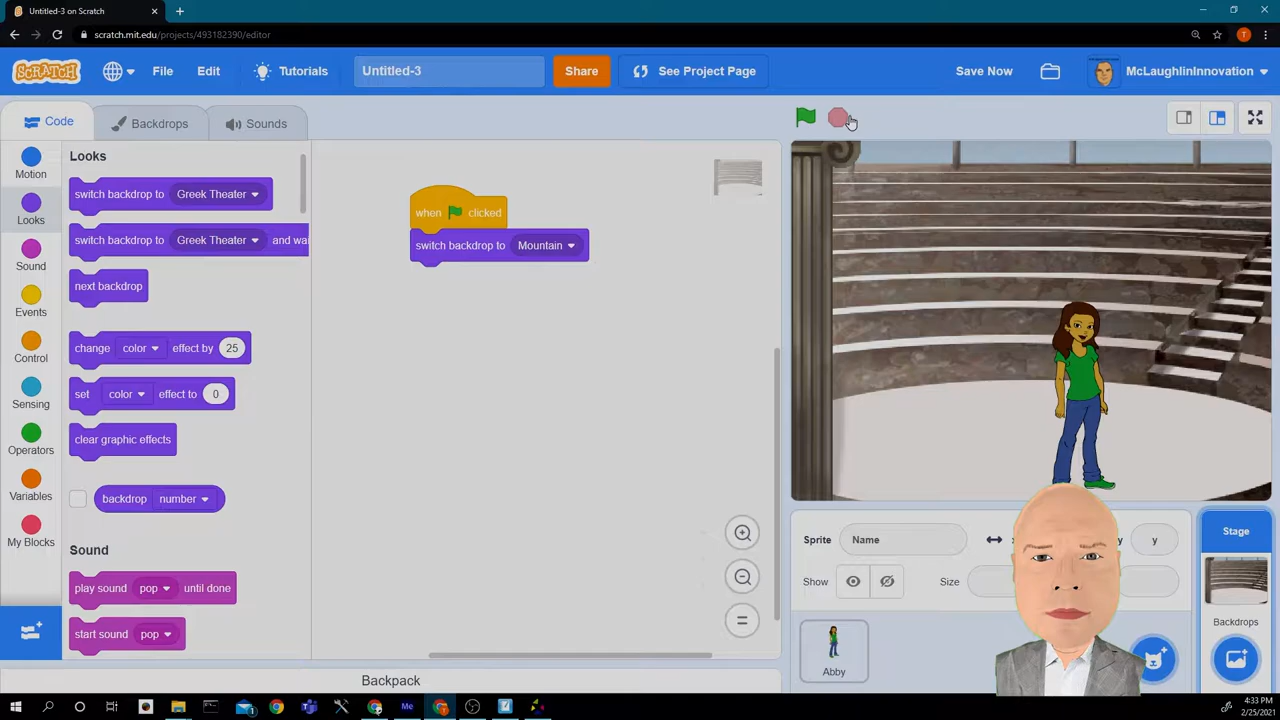 Untitled-3 on Scratch
scratch.mit.edu/projects/493182390/editor
T
SCRATCH
File
Edit
Tutorials
Untitled-3
Share
See Project Page
Save Now
McLaughlinInnovation
Code
Backdrops
Sounds
Motion
Looks
Sound
Events
Control
Sensing
Operators
Variables
My Blocks
Looks
switch backdrop to Greek Theater
switch backdrop to Greek Theater and wa
next backdrop
change color effect by 25
set color effect to 0
clear graphic effects
backdrop number
Sound
play sound pop until done
start sound pop
when clicked
switch backdrop to Mountain
Backpack
Sprite
Name
y
y
Show
Size
Abby
Stage
Backdrops
4:33 PM
2/25/2021